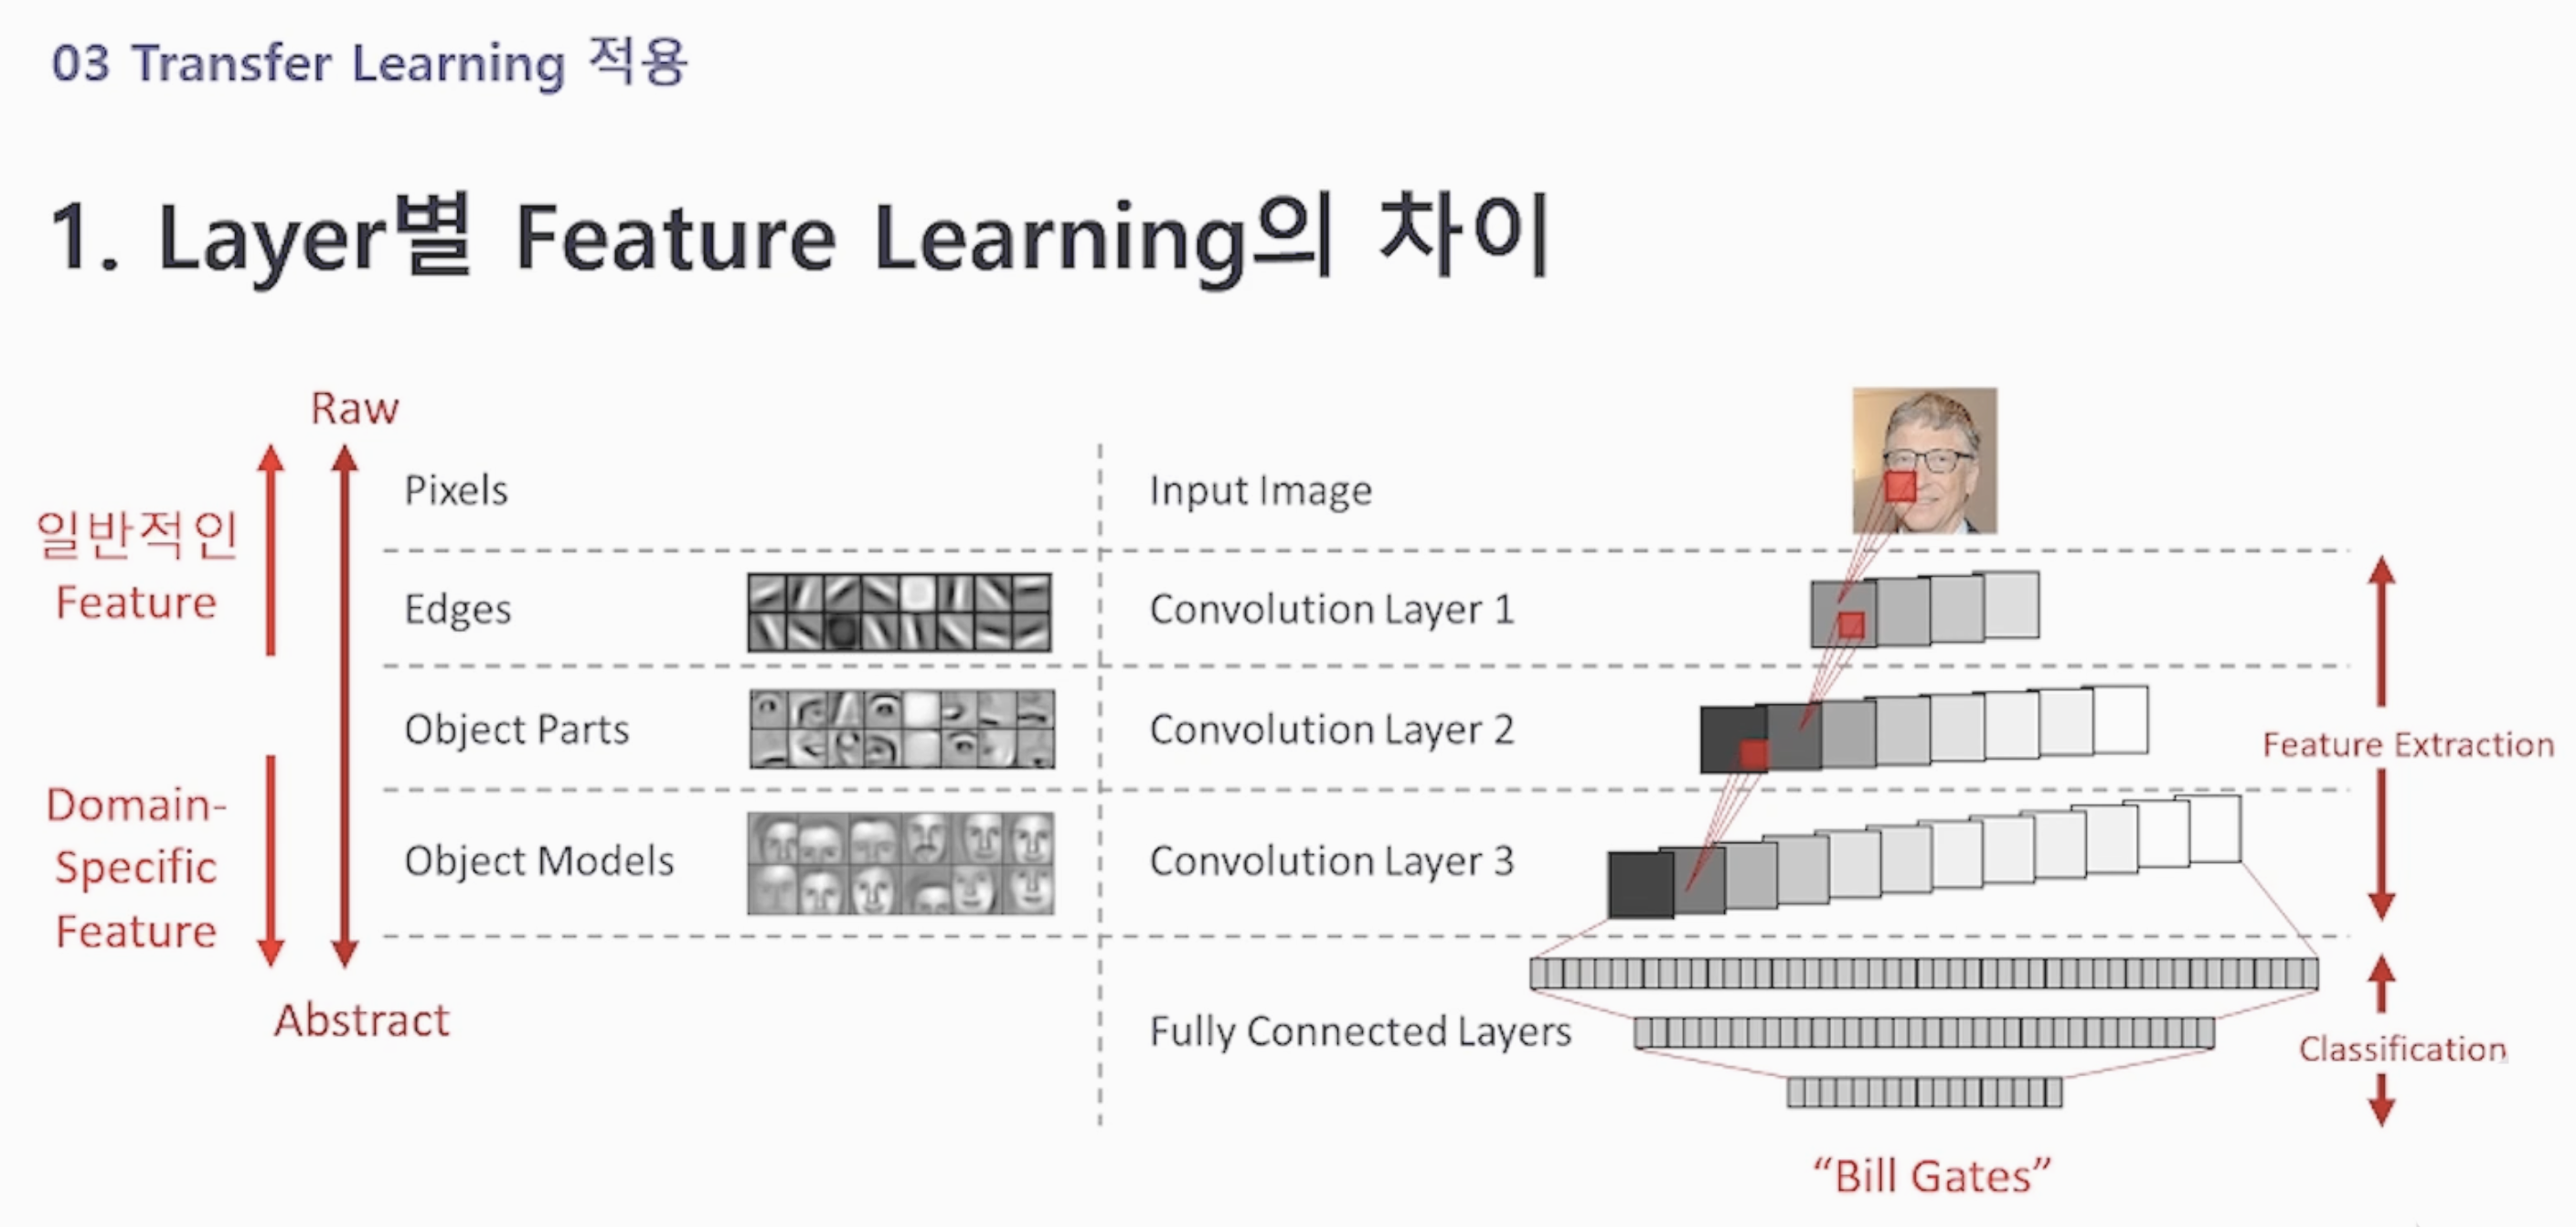 03 Transfer Learning 적용
1. Layer별 Feature Learning의 차이
Raw
일반적인
Feature
Domain-
Specific
Feature
Abstract
Pixels
Edges
Object Parts
Object Models
Input Image
Convolution Layer 1
Convolution Layer 2
Convolution Layer 3
Fully Connected Layers
Feature Extraction
Classification
“Bill Gates”